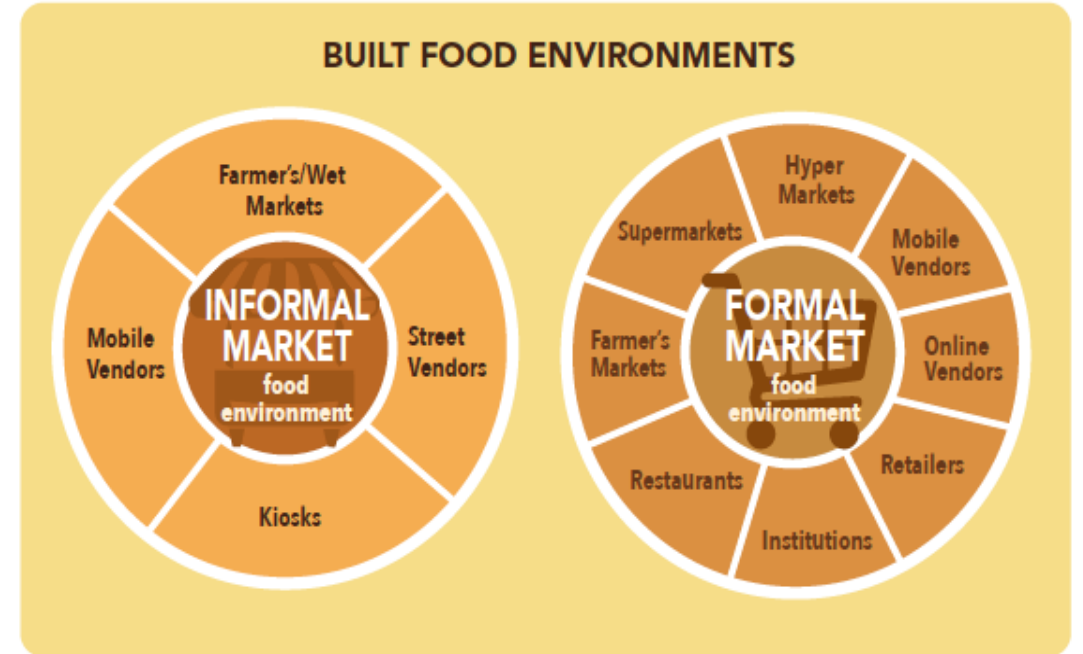 BUILT FOOD ENVIRONMENTS
Farmer's/Wet
Markets
Mobile
Vendors
INFORMAL
MARKET
food
environment
Street
Vendors
Kiosks
Hyper
Markets
Supermarkets
Mobile
Vendors
Farmer's
Markets
FORMAL
MARKET
food
environment
Online
Vendors
Restaurants
Retailers
Institutions